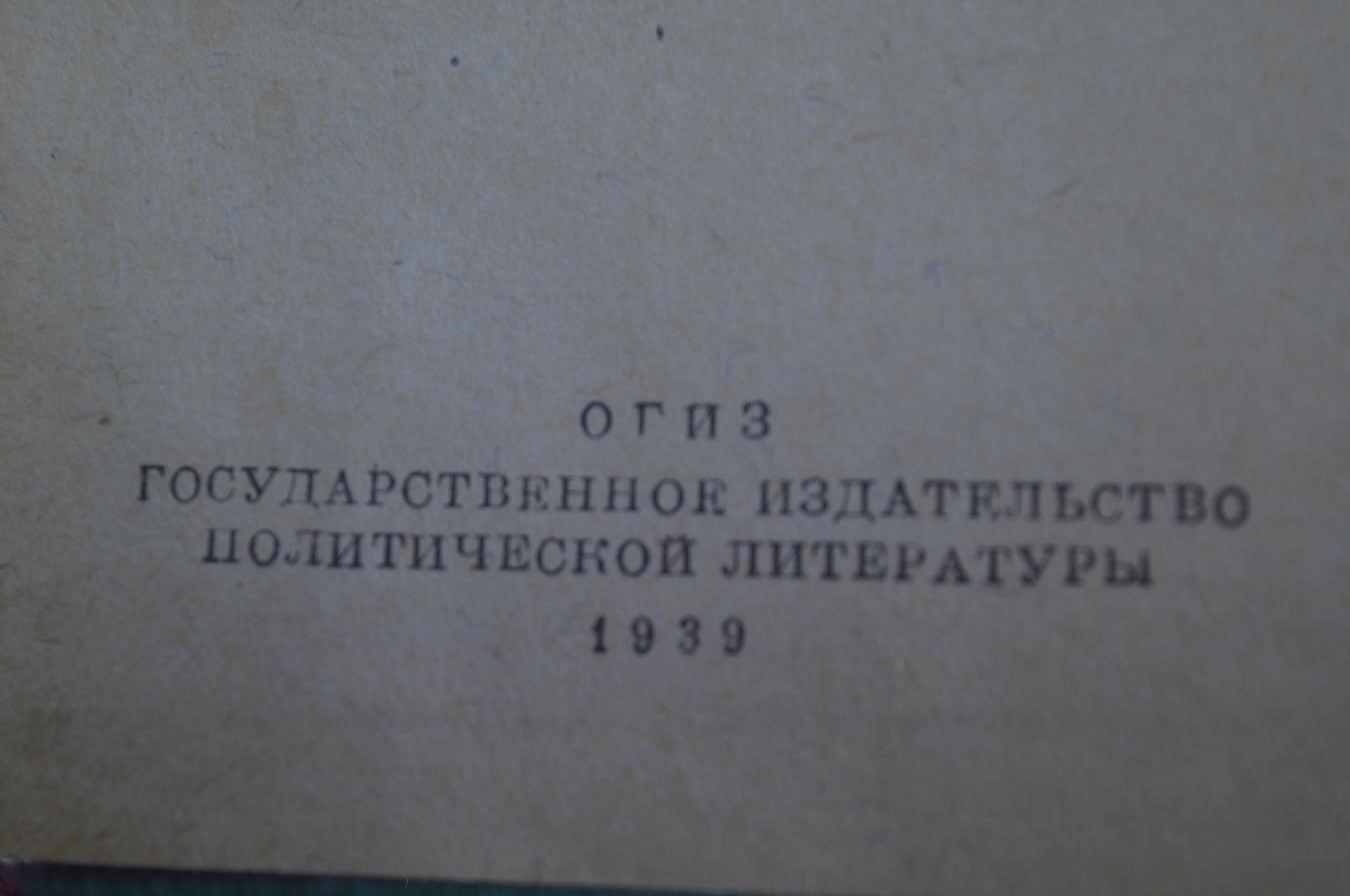 ОГИЗ
ГОСУДАРСТВЕННОЕ ИЗДАТЕЛЬСТВО
ПОЛИТИЧЕСКОЙ ЛИТЕРАТУРЫ
1939